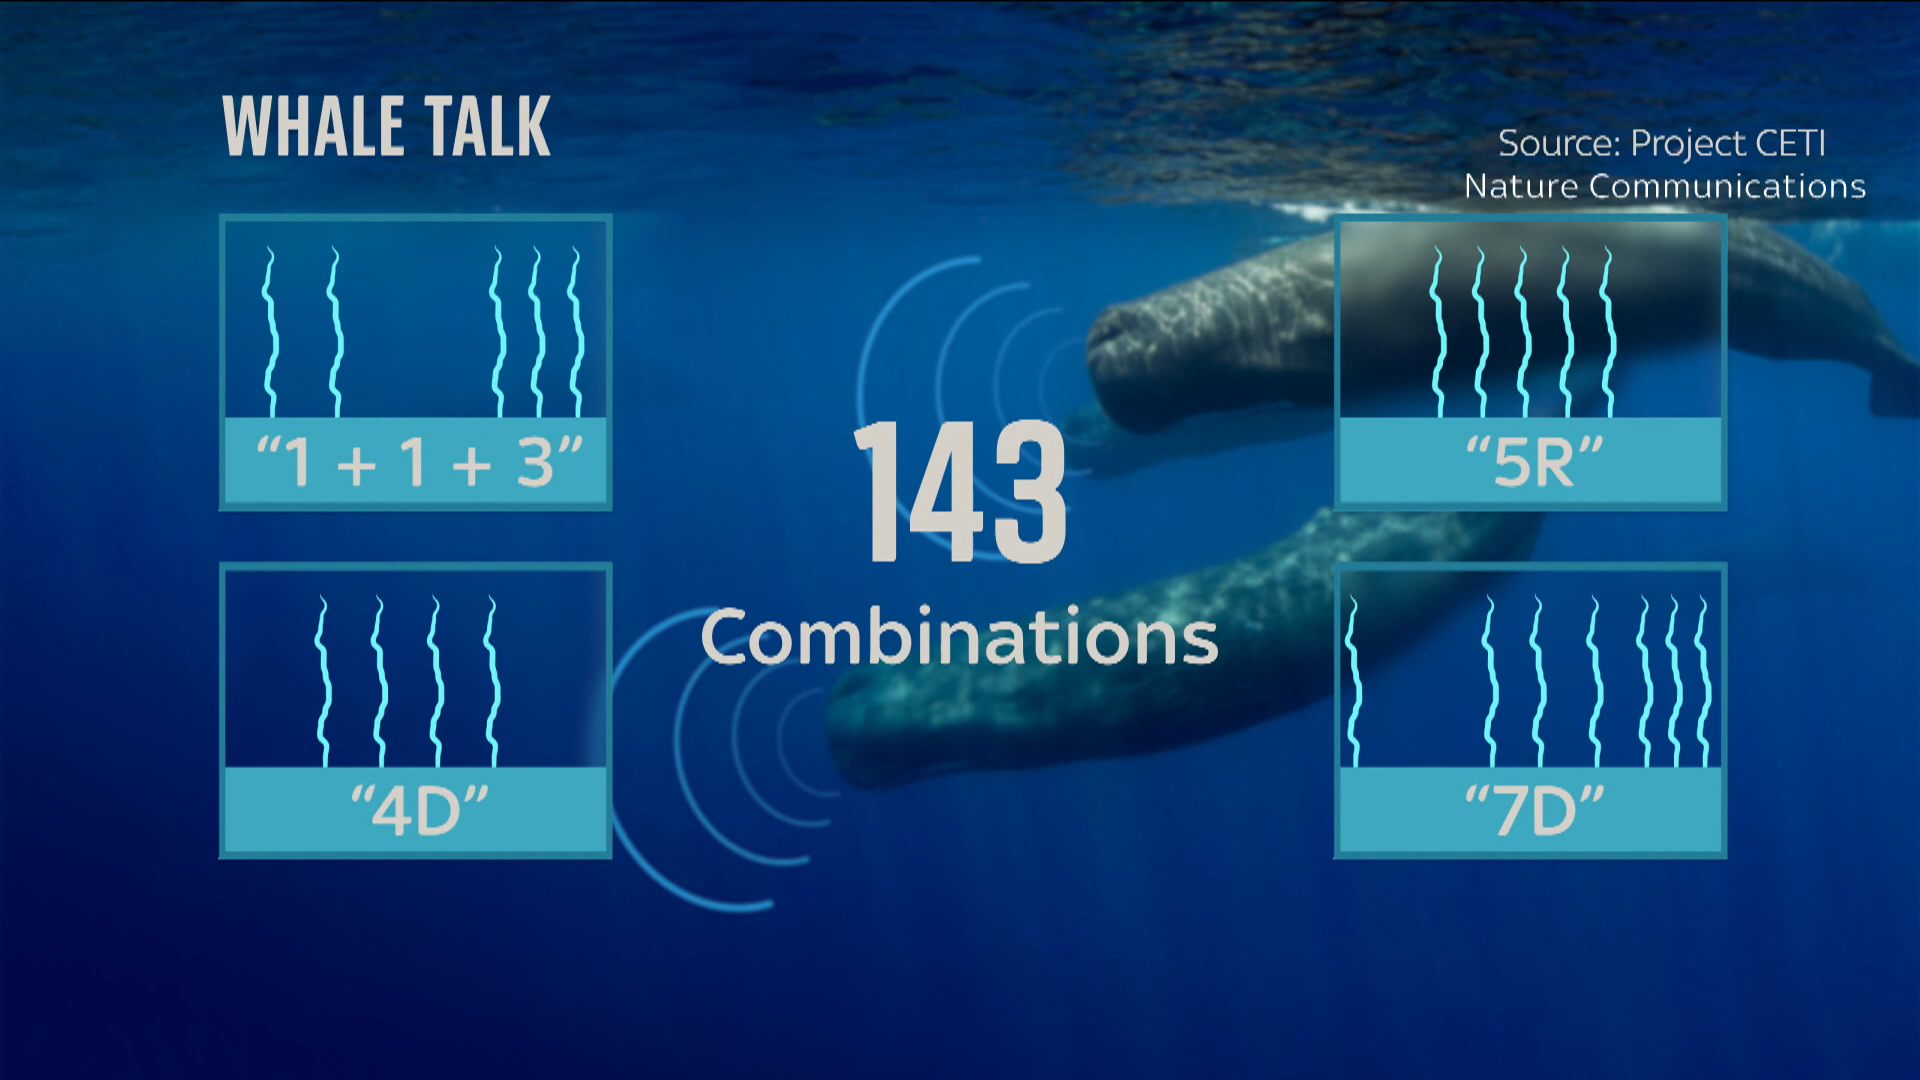 WHALE TALK
Source: Project CETI
Nature Communications
“1 + 1 + 3”
“5R”
143
Combinations
“4D”
“7D”